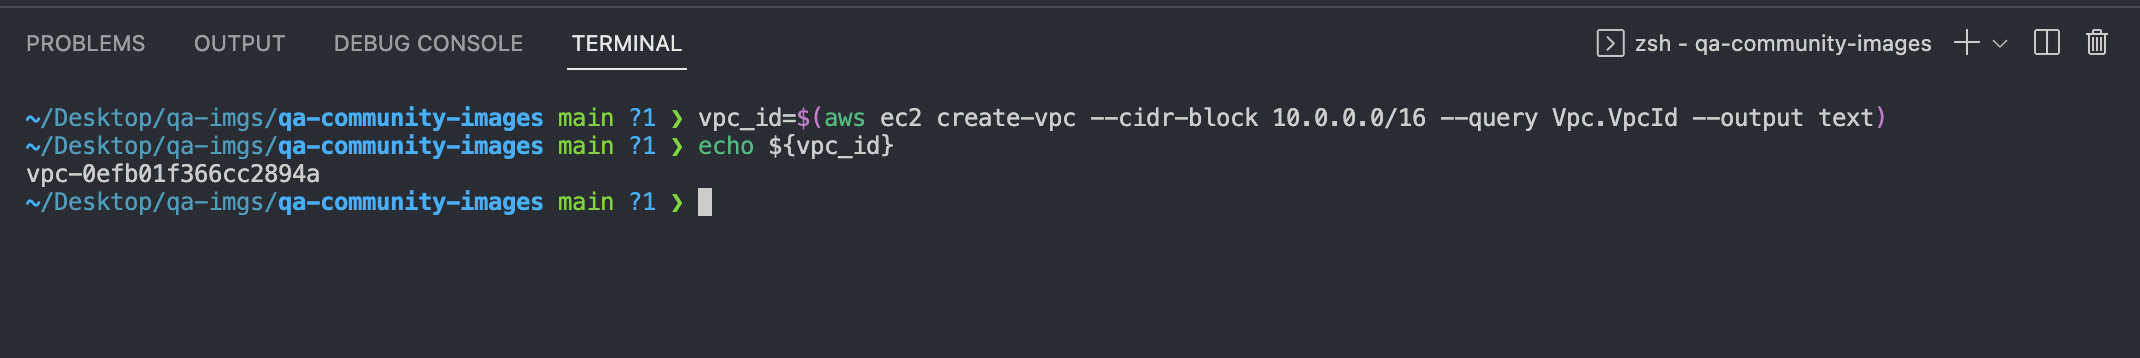 PROBLEMS OUTPUT DEBUG CONSOLE TERMINAL zsh - qa-community-images
~/Desktop/qa-imgs/qa-community-images main ?1 ❯ vpc_id=$(aws ec2 create-vpc --cidr-block 10.0.0.0/16 --query Vpc.VpcId --output text)
~/Desktop/qa-imgs/qa-community-images main ?1 ❯ echo ${vpc_id}
vpc-0efb01f366cc2894a
~/Desktop/qa-imgs/qa-community-images main ?1 ❯